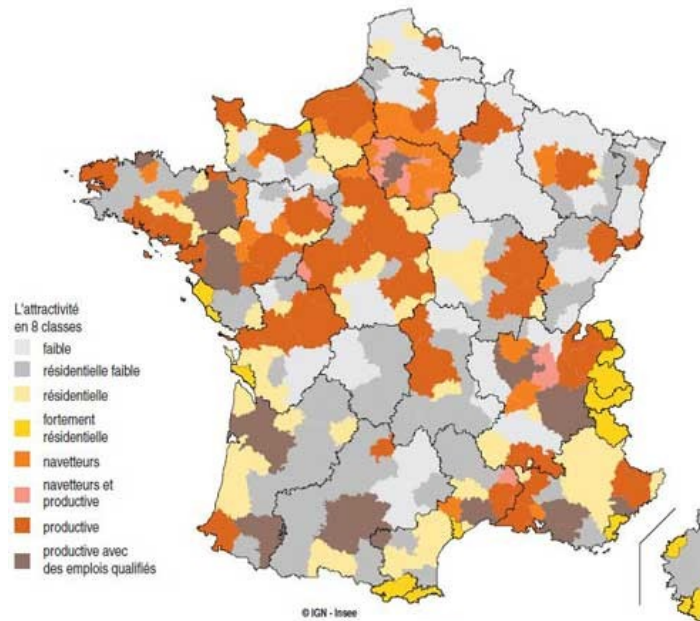 L'attractivité
en 8 classes
faible
résidentielle faible
résidentielle
fortement
résidentielle
navetteurs
navetteurs et
productive
productive
productive avec
des emplois qualifiés
© IGN - Insee